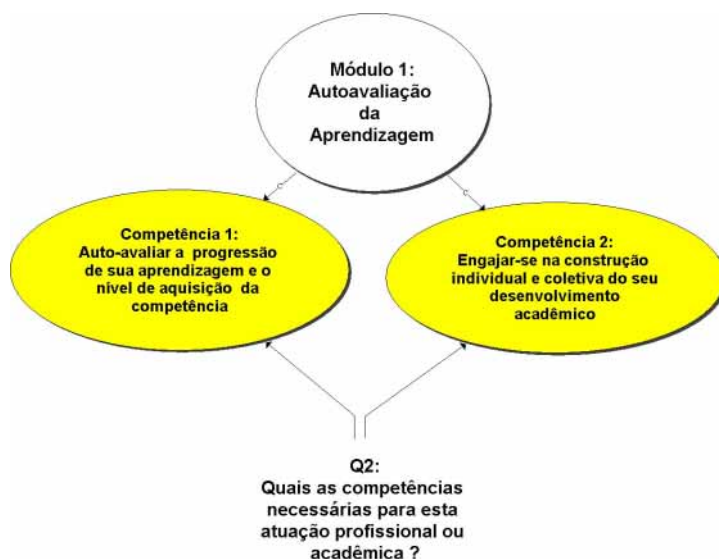 Módulo 1:
Autoavaliação
da
Aprendizagem
c
c
Competência 1:
Auto-avaliar a progressão
de sua aprendizagem e o
nível de aquisição da
competência
Competência 2:
Engajar-se na construção
individual e coletiva do seu
desenvolvimento
acadêmico
Q2:
Quais as competências
necessárias para esta
atuação profissional ou
acadêmica ?